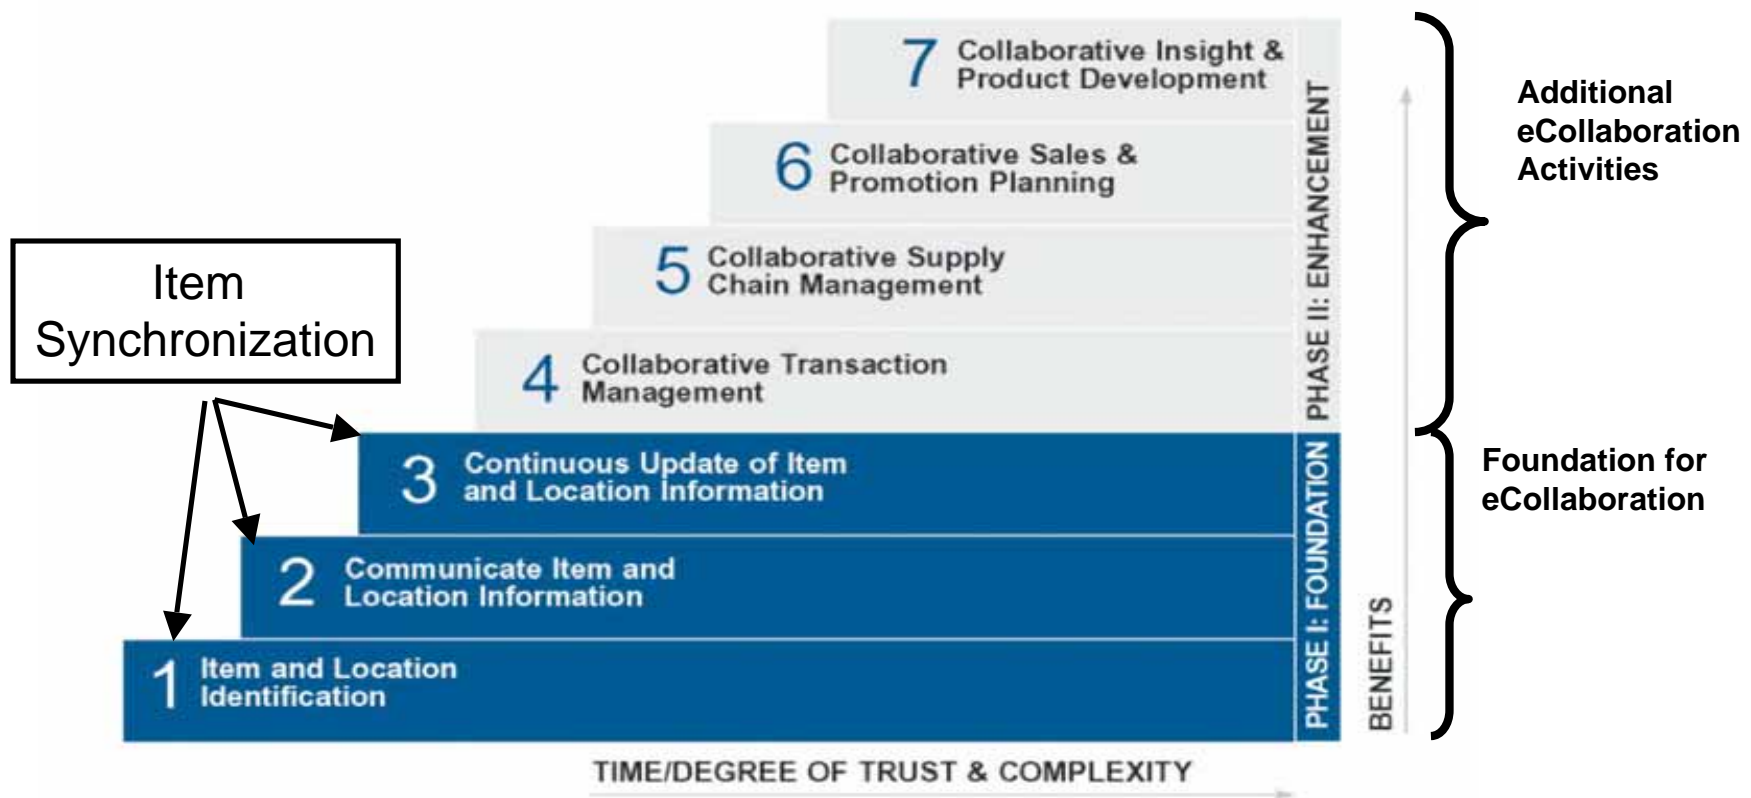 7 Collaborative Insight &
Product Development
6 Collaborative Sales &
Promotion Planning
5 Collaborative Supply
Chain Management
4 Collaborative Transaction
Management
3 Continuous Update of Item
and Location Information
2 Communicate Item and
Location Information
1 Item and Location
Identification
Item
Synchronization
PHASE II: ENHANCEMENT
PHASE I: FOUNDATION
BENEFITS
TIME/DEGREE OF TRUST & COMPLEXITY
Additional
eCollaboration
Activities
Foundation for
eCollaboration